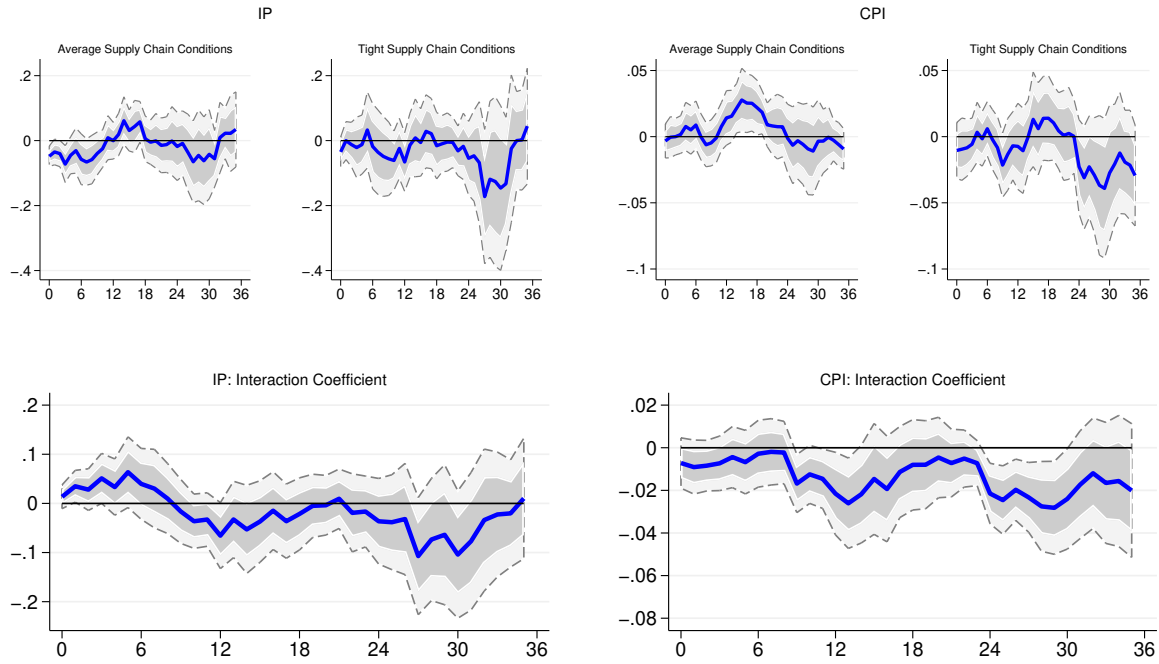 IP
CPI
Average Supply Chain Conditions
Tight Supply Chain Conditions
Average Supply Chain Conditions
Tight Supply Chain Conditions
.2
0
−.2
−.4
0 6 12 18 24 30 36
.2
0
−.2
−.4
0 6 12 18 24 30 36
.05
0
−.05
−.1
0 6 12 18 24 30 36
.05
0
−.05
−.1
0 6 12 18 24 30 36
IP: Interaction Coefficient
.2
.1
0
−.1
−.2
0 6 12 18 24 30 36
CPI: Interaction Coefficient
.02
0
−.02
−.04
−.06
−.08
0 6 12 18 24 30 36